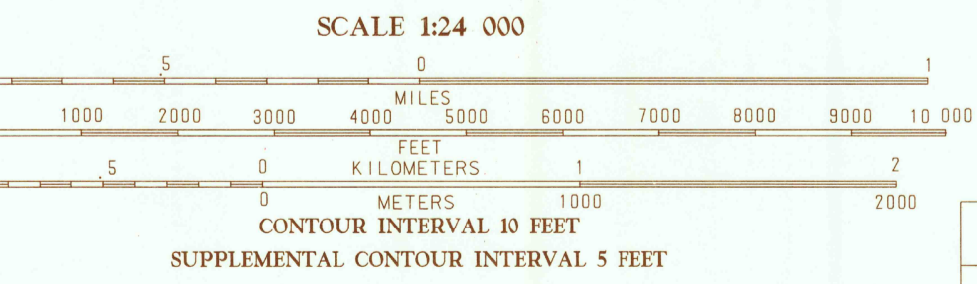 SCALE 1:24 000
.5 0 1
MILES
1000 2000 3000 4000 5000 6000 7000 8000 9000 10 000
FEET
.5 0 KILOMETERS 1 2
0 METERS 1000 2000
CONTOUR INTERVAL 10 FEET
SUPPLEMENTAL CONTOUR INTERVAL 5 FEET